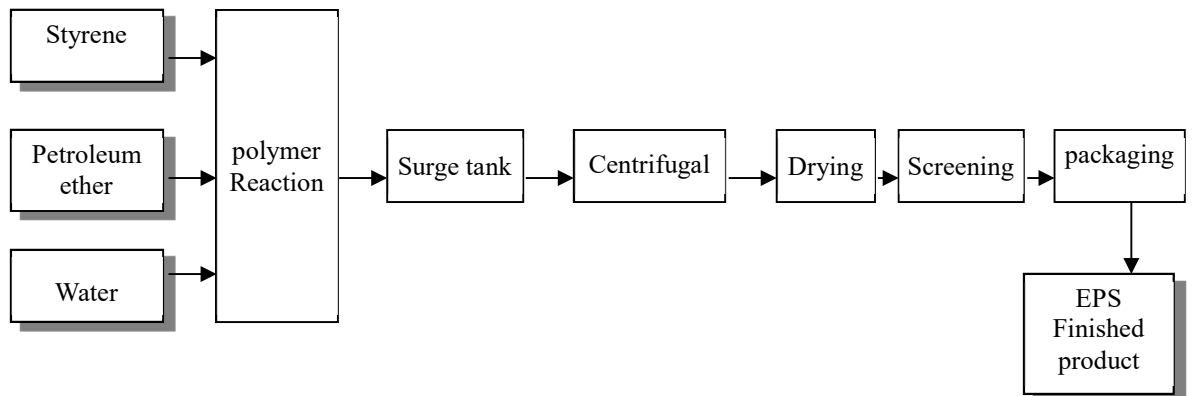 Styrene
Petroleum
ether
Water
polymer
Reaction
Surge tank
Centrifugal
Drying
Screening
packaging
EPS
Finished
product